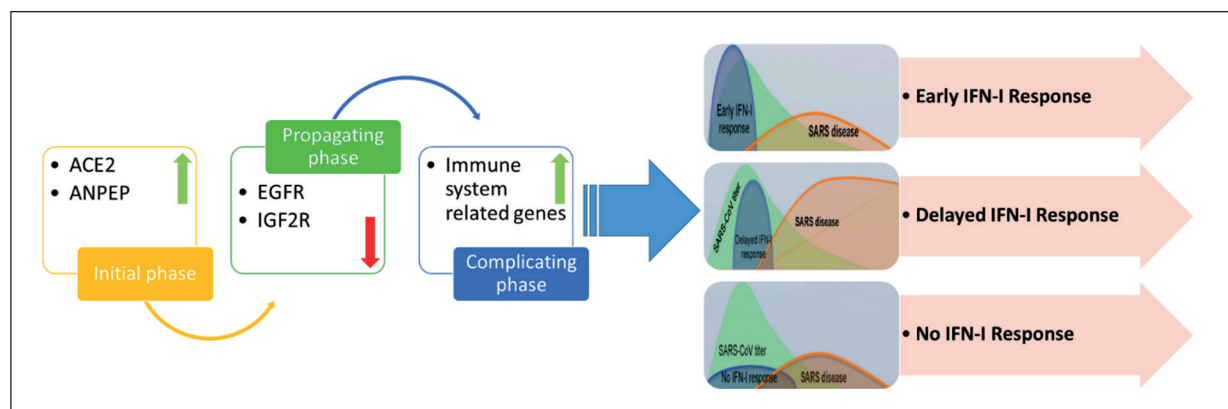 • ACE2
• ANPEP
Initial phase
Propagating
phase
• EGFR
• IGF2R
• Immune
system
related genes
Complicating
phase
Early IFN-I
response
SARS disease
• Early IFN-I Response
SARS-CoV titer
Delayed IFN-I
response
SARS disease
• Delayed IFN-I Response
SARS-CoV titer
No IFN-I response
SARS disease
• No IFN-I Response